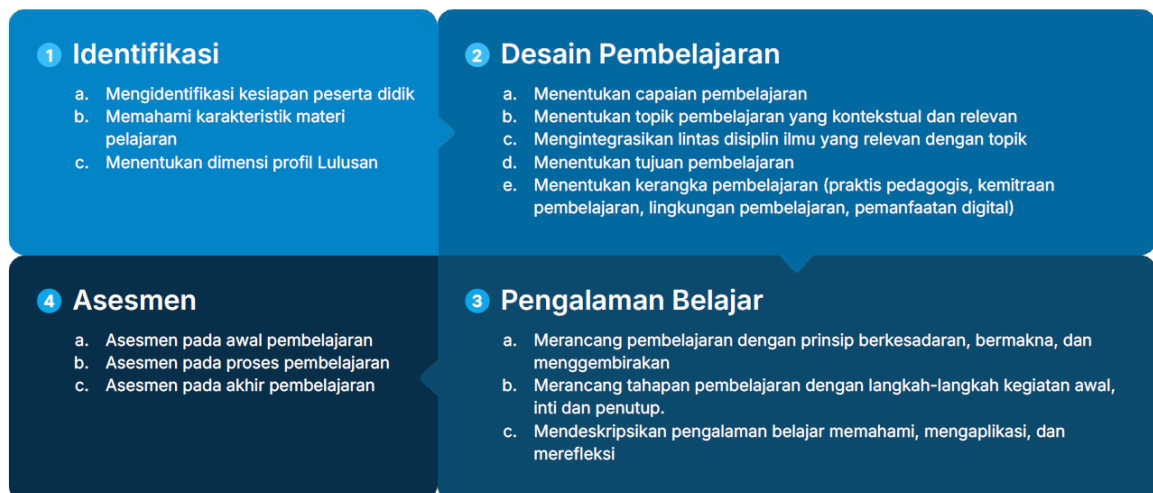 1 Identifikasi
a. Mengidentifikasi kesiapan peserta didik
b. Memahami karakteristik materi
pelajaran
c. Menentukan dimensi profil Lulusan
2 Desain Pembelajaran
a. Menentukan capaian pembelajaran
b. Menentukan topik pembelajaran yang kontekstual dan relevan
c. Mengintegrasikan lintas disiplin ilmu yang relevan dengan topik
d. Menentukan tujuan pembelajaran
e. Menentukan kerangka pembelajaran (praktis pedagogis, kemitraan
pembelajaran, lingkungan pembelajaran, pemanfaatan digital)
3 Pengalaman Belajar
a. Merancang pembelajaran dengan prinsip berkesadaran, bermakna, dan
menggembirakan
b. Merancang tahapan pembelajaran dengan langkah-langkah kegiatan awal,
inti dan penutup.
c. Mendeskripsikan pengalaman belajar memahami, mengaplikasi, dan
merefleksi
4 Asesmen
a. Asesmen pada awal pembelajaran
b. Asesmen pada proses pembelajaran
c. Asesmen pada akhir pembelajaran